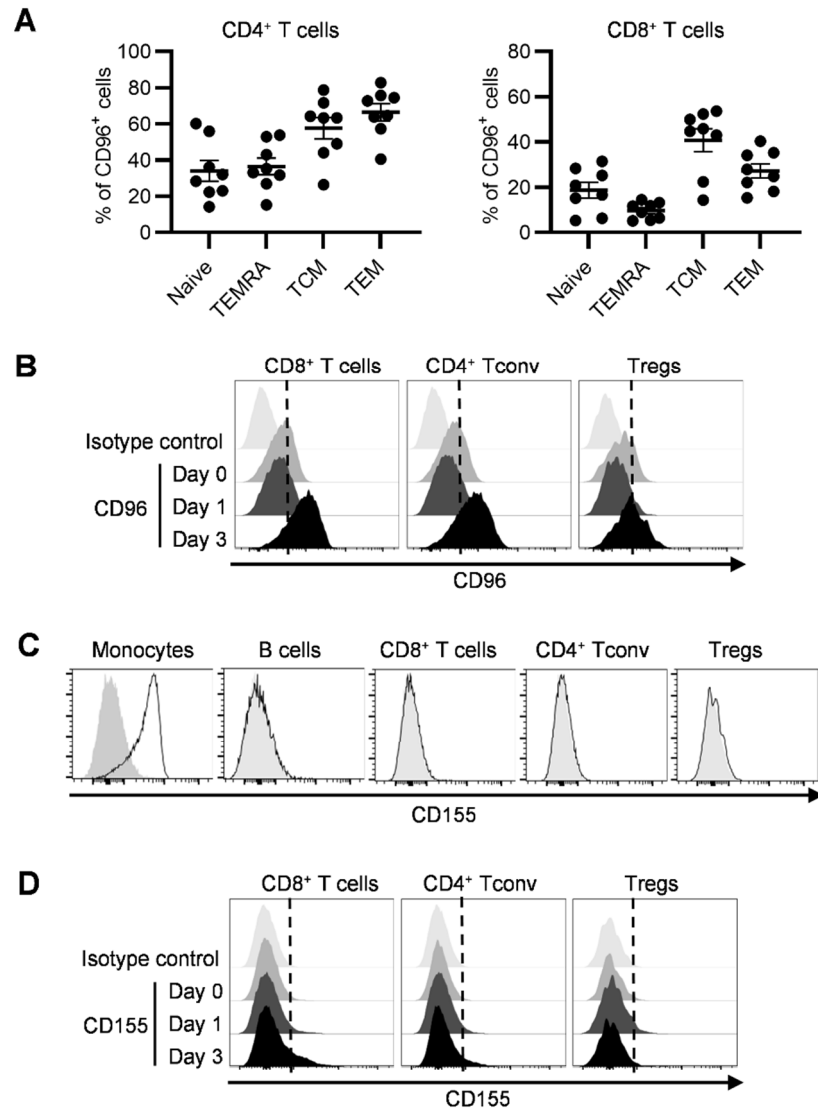 A
CD4⁺ T cells
% of CD96⁺ cells
100
80
60
40
20
0
Naive
TEMRA
TCM
TEM
CD8⁺ T cells
% of CD96⁺ cells
80
60
40
20
0
Naive
TEMRA
TCM
TEM
B
CD8⁺ T cells
CD4⁺ Tconv
Tregs
Isotype control
CD96
Day 0
Day 1
Day 3
CD96
C
Monocytes
B cells
CD8⁺ T cells
CD4⁺ Tconv
Tregs
CD155
D
CD8⁺ T cells
CD4⁺ Tconv
Tregs
Isotype control
CD155
Day 0
Day 1
Day 3
CD155